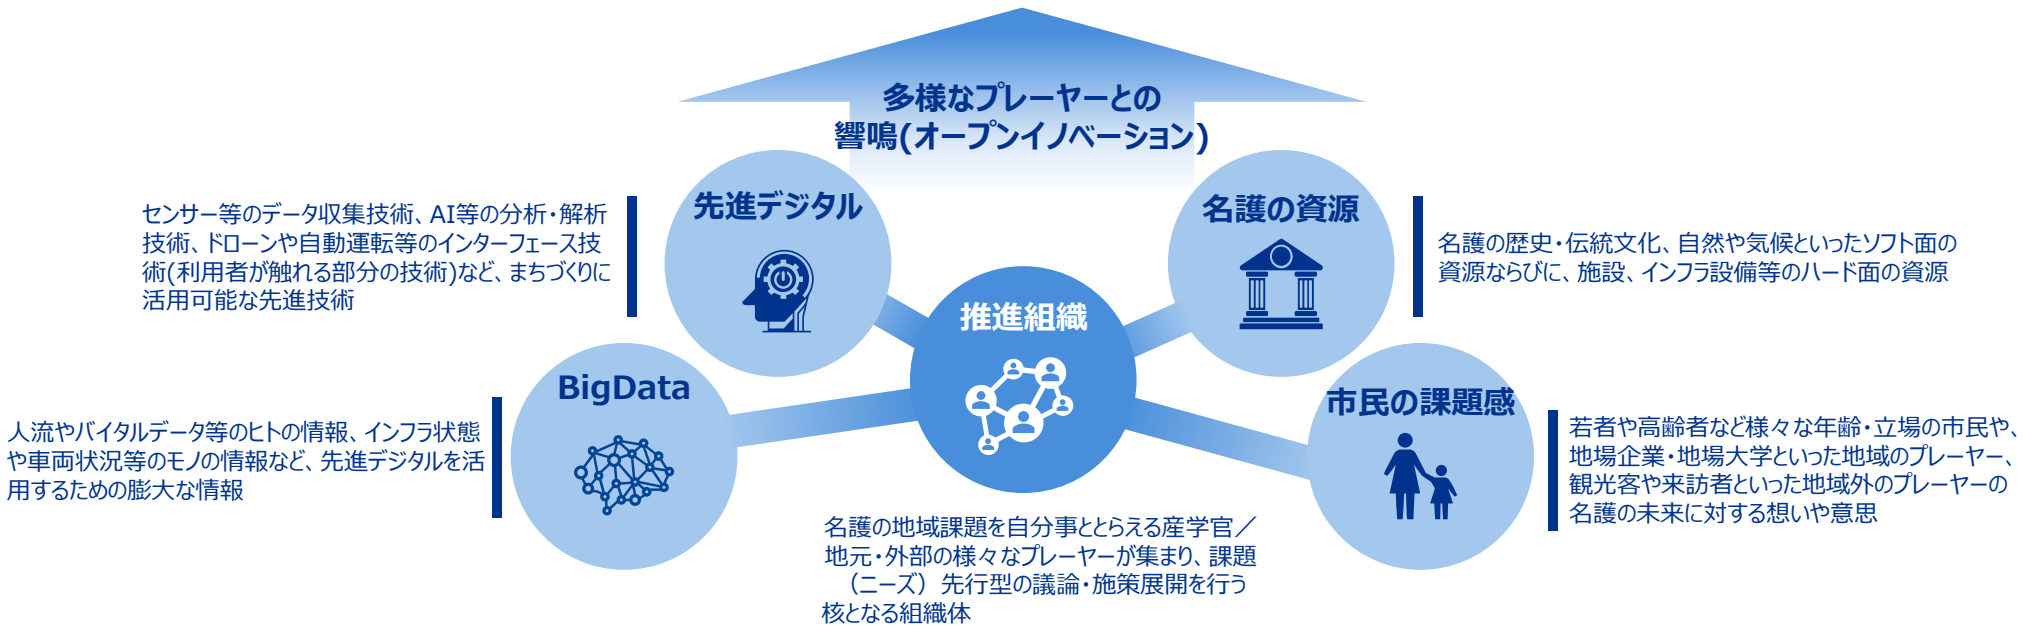 多様なプレーヤーとの
響鳴(オープンイノベーション)
先進デジタル
センサー等のデータ収集技術、AI等の分析・解析
技術、ドローンや自動運転等のインターフェース技
術(利用者が触れる部分の技術)など、まちづくりに
活用可能な先進技術
名護の資源
名護の歴史・伝統文化、自然や気候といったソフト面の
資源ならびに、施設、インフラ設備等のハード面の資源
推進組織
BigData
人流やバイタルデータ等のヒトの情報、インフラ状態
や車両状況等のモノの情報など、先進デジタルを活
用するための膨大な情報
市民の課題感
若者や高齢者など様々な年齢・立場の市民や、
地場企業・地場大学といった地域のプレーヤー、
観光客や来訪者といった地域外のプレーヤーの
名護の未来に対する想いや意思
名護の地域課題を自分事ととらえる産学官／
地元・外部の様々なプレーヤーが集まり、課題
（ニーズ）先行型の議論・施策展開を行う
核となる組織体